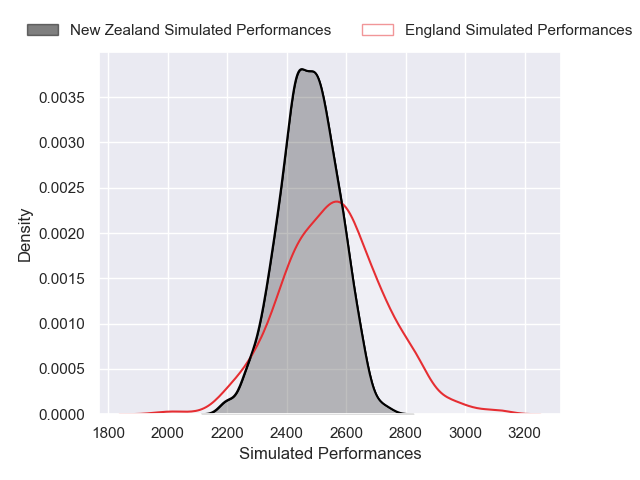 New Zealand Simulated Performances England Simulated Performances
Density
0.0035
0.0030
0.0025
0.0020
0.0015
0.0010
0.0005
0.0000
1800 2000 2200 2400 2600 2800 3000 3200
Simulated Performances